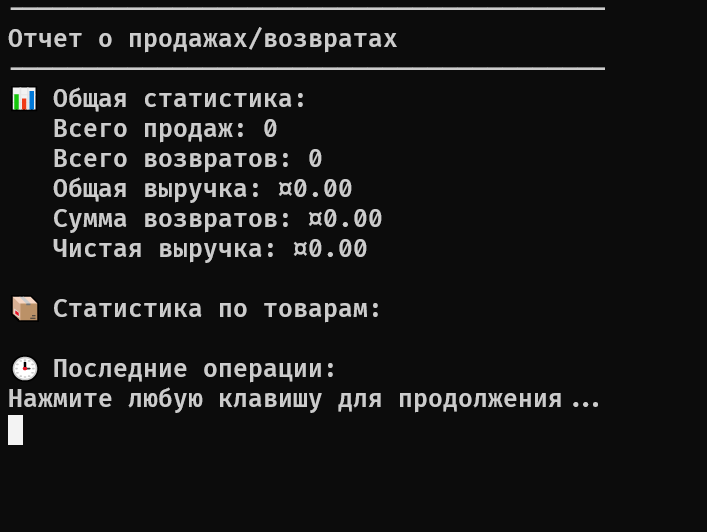 Отчет о продажах/возвратах
📊 Общая статистика:
Всего продаж: 0
Всего возвратов: 0
Общая выручка: ¤0.00
Сумма возвратов: ¤0.00
Чистая выручка: ¤0.00
📦 Статистика по товарам:
🕒 Последние операции:
Нажмите любую клавишу для продолжения...